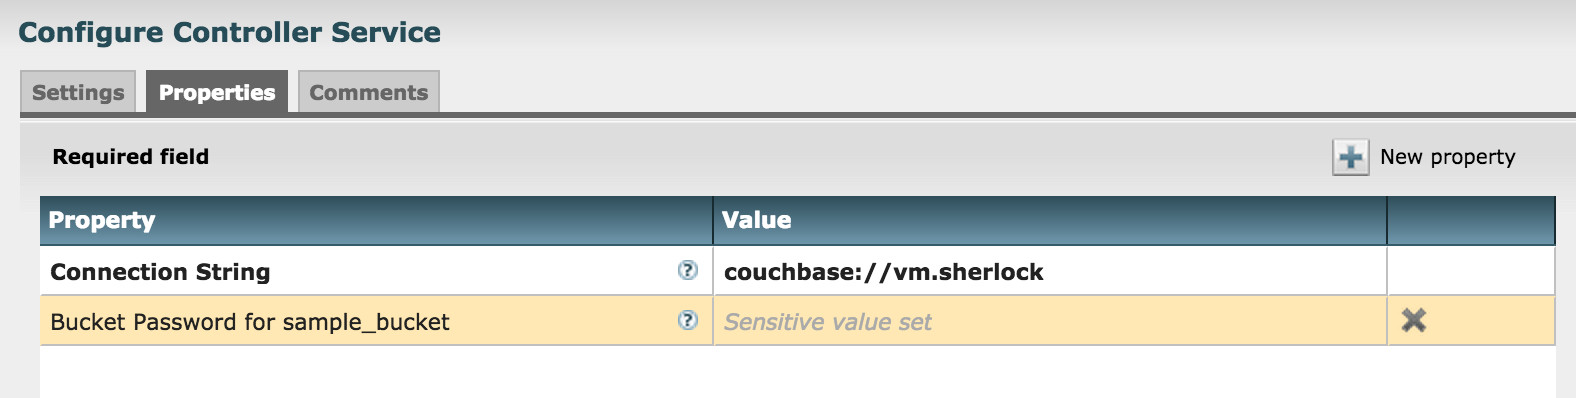 Configure Controller Service
Settings Properties Comments
Required field New property
Property Value
Connection String ? couchbase://vm.sherlock
Bucket Password for sample_bucket ? Sensitive value set